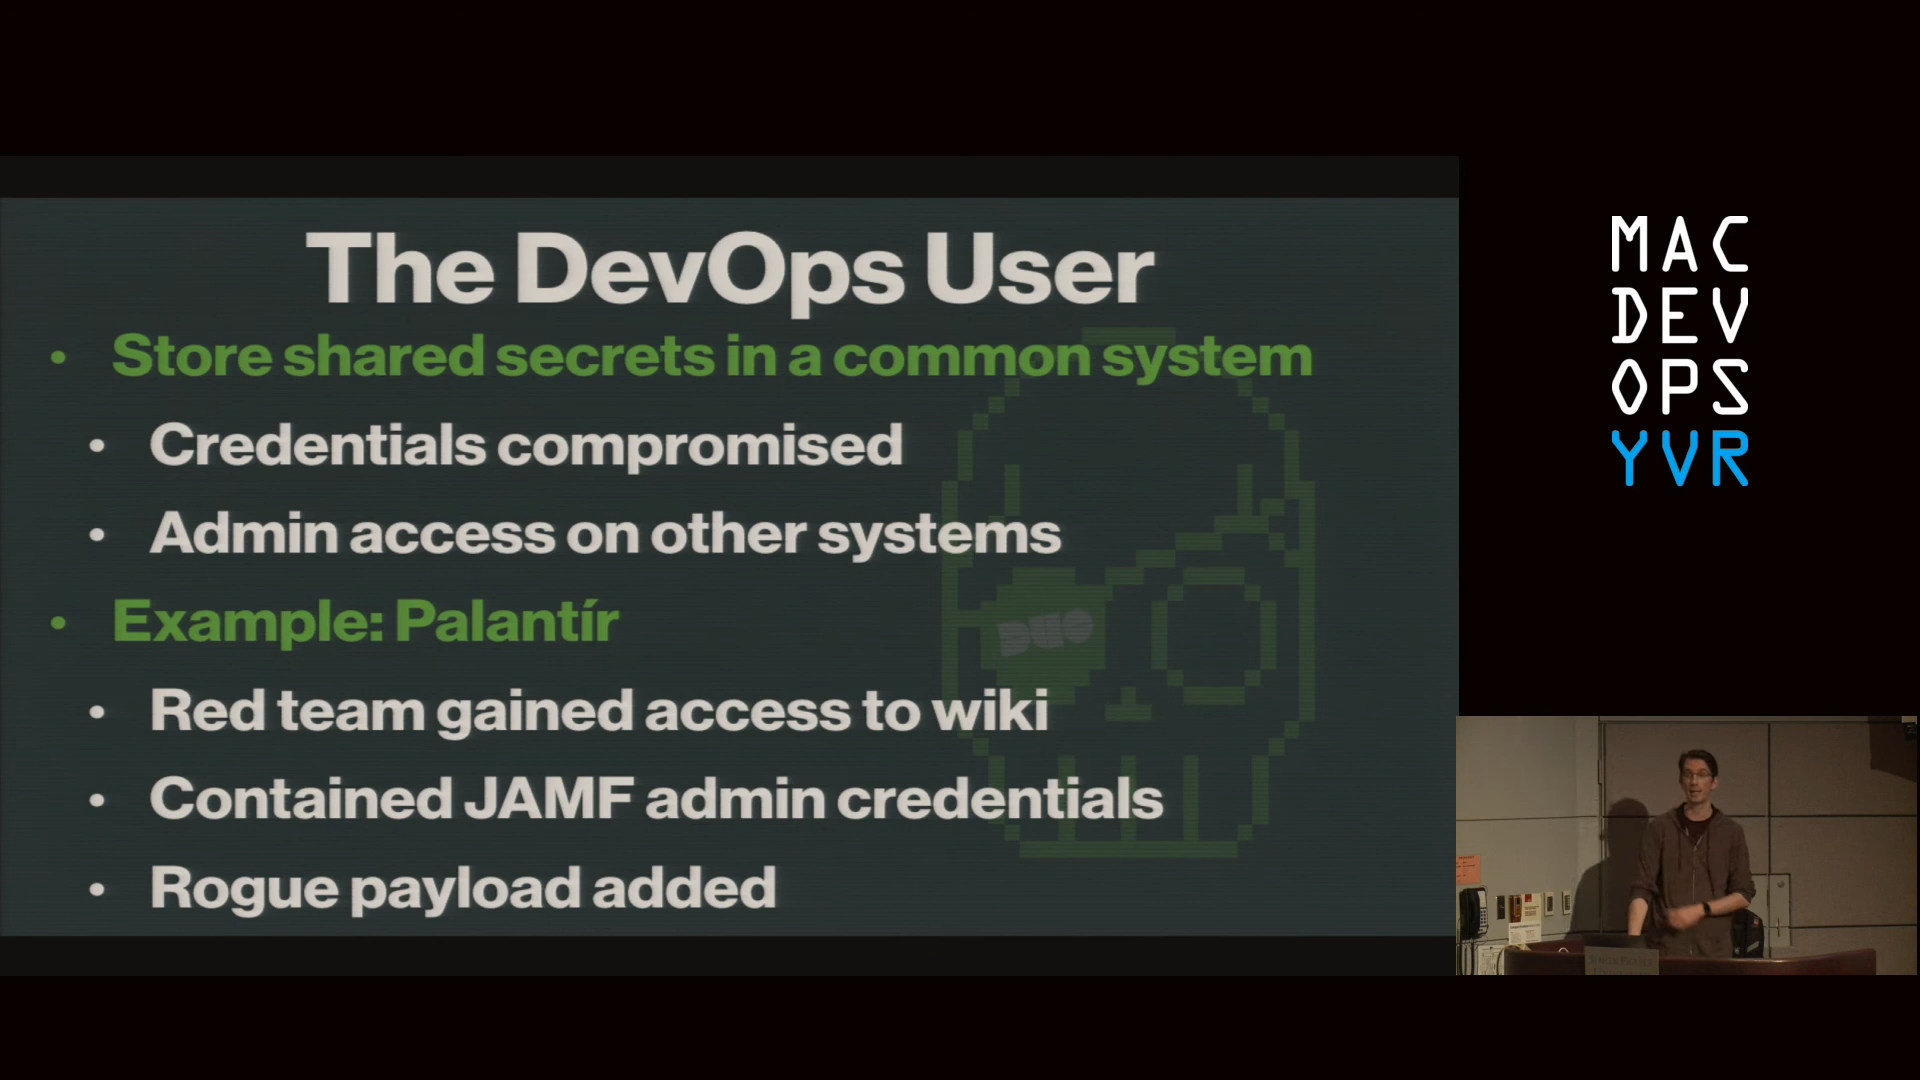 The DevOps User
• Store shared secrets in a common system
• Credentials compromised
• Admin access on other systems
• Example: Palantír
• Red team gained access to wiki
• Contained JAMF admin credentials
• Rogue payload added
DUO
MAC
DEV
OPS
YVR